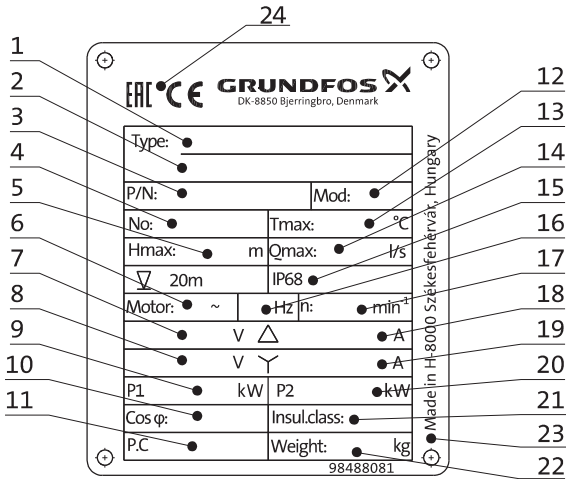 24
1
2
3
4
5
6
7
8
9
10
11
EAC CE GRUNDFOS
DK-8850 Bjerringbro, Denmark
Type:
P/N: Mod:
No: Tmax: °C
Hmax: m Qmax: l/s
20m IP68
Motor: ~ Hz n: min-1
V △ A
V A
P1 kW P2 kW
Cos φ: Insul.class:
P.C Weight: kg
98488081
Made in H-8000 Székesfehérvár, Hungary
12
13
14
15
16
17
18
19
20
21
23
22